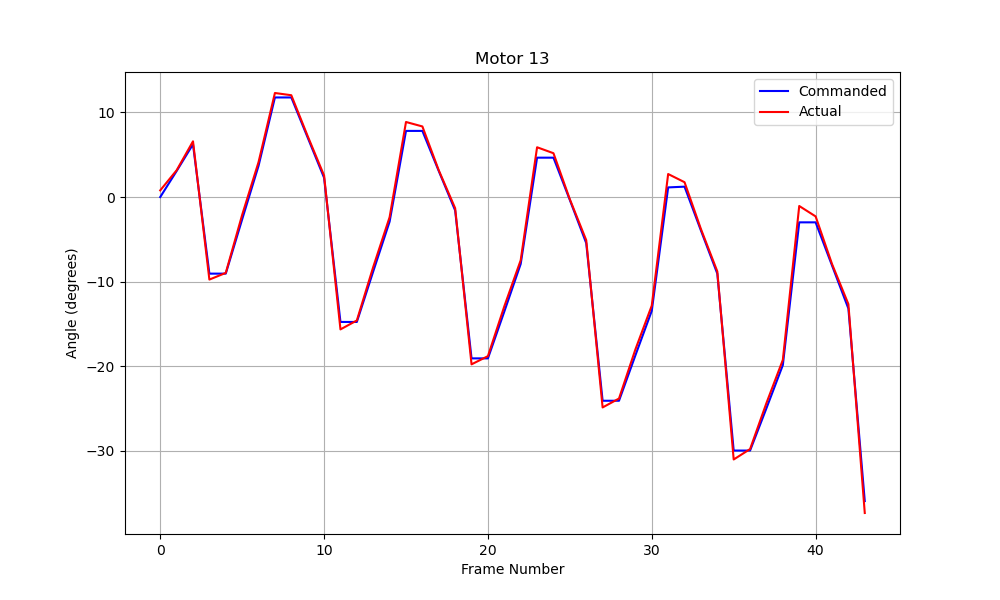 Motor 13
Commanded
Actual
Angle (degrees)
10
0
−10
−20
−30
0 10 20 30 40
Frame Number